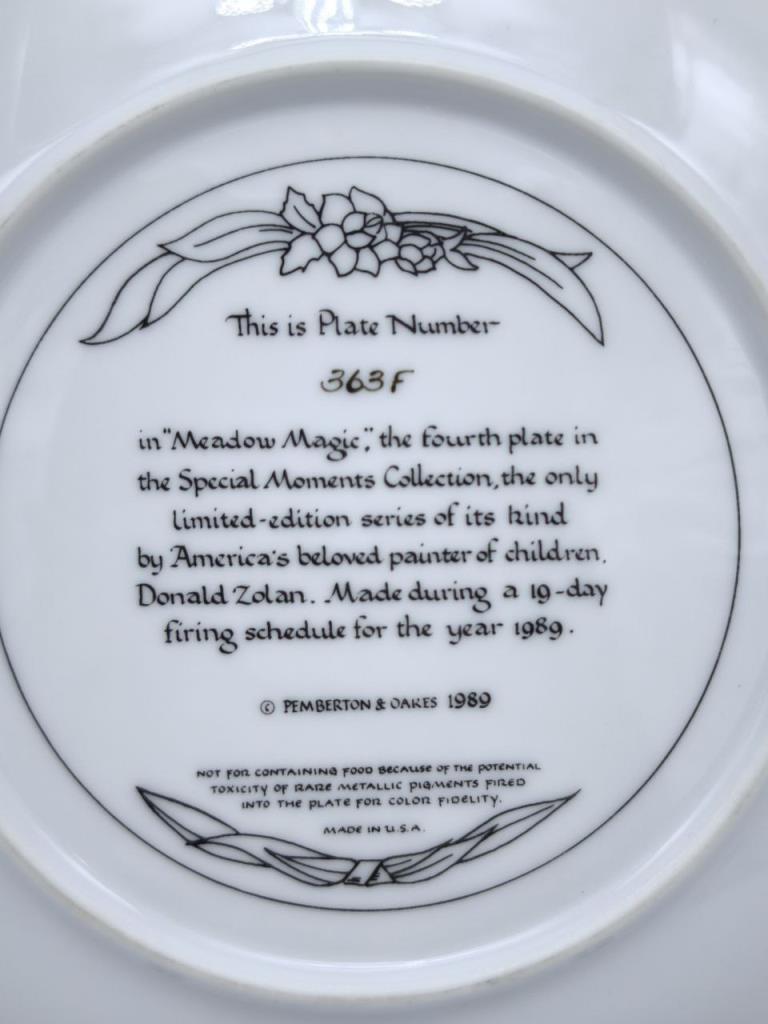 This is Plate Number
363F
in "Meadow Magic," the fourth plate in
the Special Moments Collection, the only
limited-edition series of its kind
by America's beloved painter of children,
Donald Zolan. Made during a 19-day
firing schedule for the year 1989.
© PEMBERTON & OAKES 1989
NOT FOR CONTAINING FOOD BECAUSE OF THE POTENTIAL
TOXICITY OF RARE METALLIC PIGMENTS FIRED
INTO THE PLATE FOR COLOR FIDELITY.
MADE IN U.S.A.